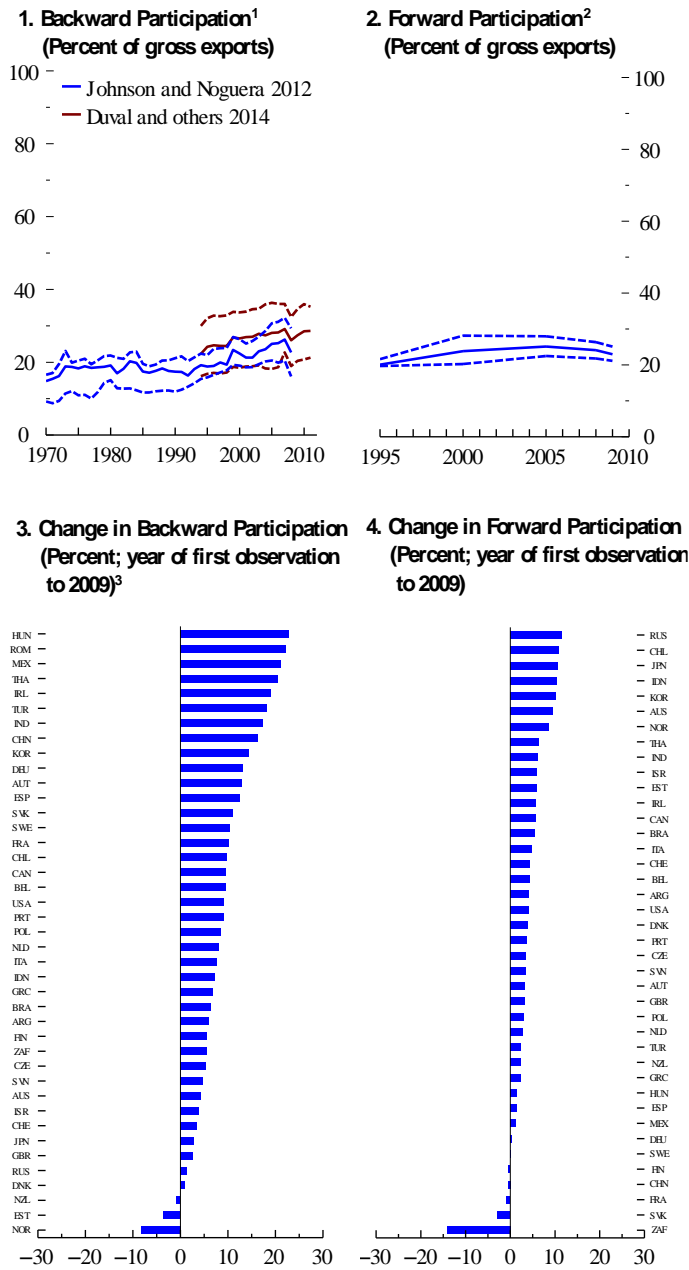 1. Backward Participation¹
(Percent of gross exports)
100
80
60
40
20
0
Johnson and Noguera 2012
Duval and others 2014
1970 1980 1990 2000 2010
2. Forward Participation²
(Percent of gross exports)
100
80
60
40
20
0
1995 2000 2005 2010
3. Change in Backward Participation
(Percent; year of first observation
to 2009)³
HUN
ROM
MEX
THA
IRL
TUR
IND
CHN
KOR
DEU
AUT
ESP
SVK
SWE
FRA
CHL
CAN
BEL
USA
PRT
POL
NLD
ITA
IDN
GRC
BRA
ARG
FIN
ZAF
CZE
SVN
AUS
ISR
CHE
JPN
GBR
RUS
DNK
NZL
EST
NOR
−30 −20 −10 0 10 20 30
4. Change in Forward Participation
(Percent; year of first observation
to 2009)
RUS
CHL
JPN
IDN
KOR
AUS
NOR
THA
IND
ISR
EST
IRL
CAN
BRA
ITA
CHE
BEL
ARG
USA
DNK
PRT
CZE
SVN
AUT
GBR
POL
NLD
TUR
NZL
GRC
HUN
ESP
MEX
DEU
SWE
FIN
CHN
FRA
SVK
ZAF
−30 −20 −10 0 10 20 30